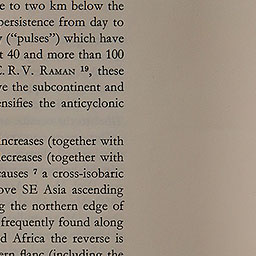 e to two km below the
persistence from day to
y ("pulses") which have
t 40 and more than 100
C. R. V. RAMAN 19, these
ve the subcontinent and
ensifies the anticyclonic
increases (together with
decreases (together with
causes 7 a cross-isobaric
ove SE Asia ascending
g the northern edge of
frequently found along
d Africa the reverse is
ern flanc (including the